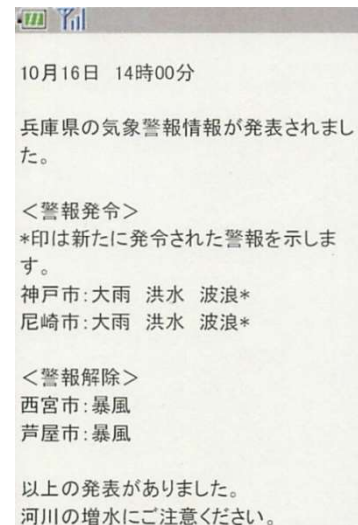 10月16日 14時00分
兵庫県の気象警報情報が発表されまし
た。
＜警報発令＞
*印は新たに発令された警報を示しま
す。
神戸市:大雨 洪水 波浪*
尼崎市:大雨 洪水 波浪*
＜警報解除＞
西宮市:暴風
芦屋市:暴風
以上の発表がありました。
河川の増水にご注意ください。